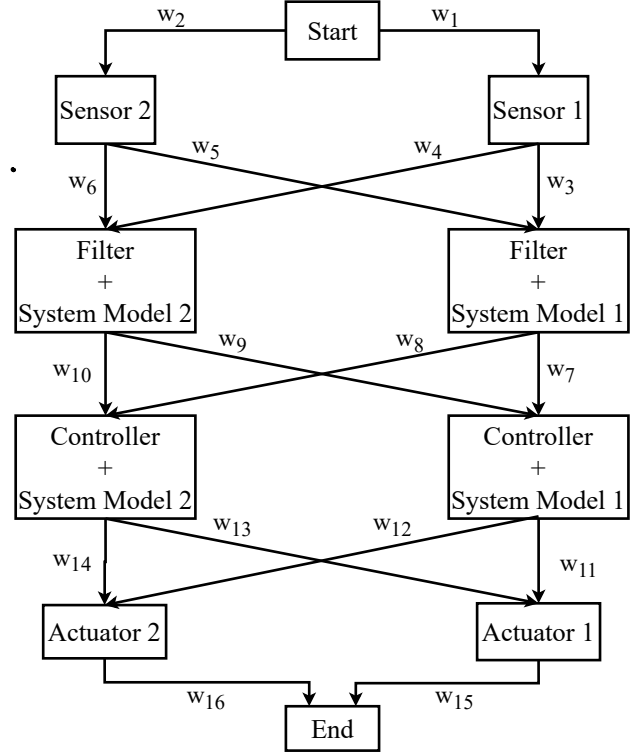 w2 Start w1
Sensor 2 Sensor 1
w6 w5 w4 w3
Filter
+
System Model 2
Filter
+
System Model 1
w10 w9 w8 w7
Controller
+
System Model 2
Controller
+
System Model 1
w14 w13 w12 w11
Actuator 2 Actuator 1
w16 w15
End